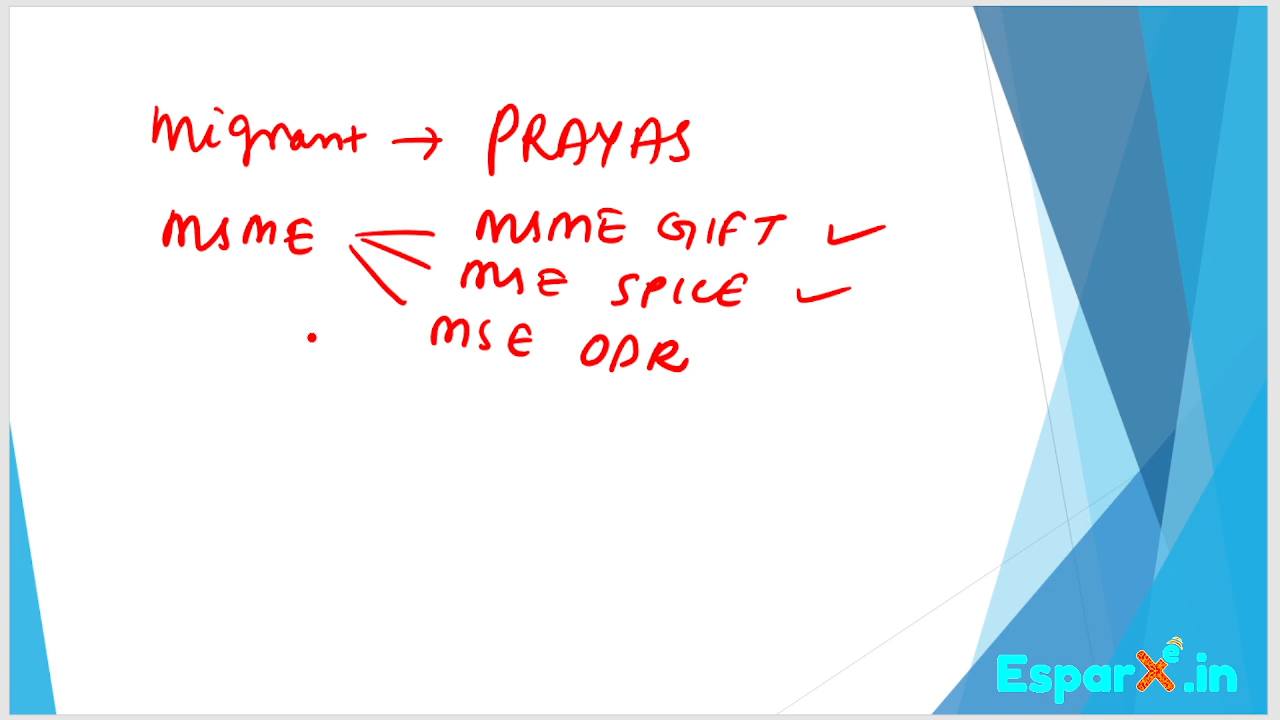 Migrant → PRAYAS
MSME MSME GIFT ✓
MSE SPICE ✓
MSE ODR
Esparxe.in